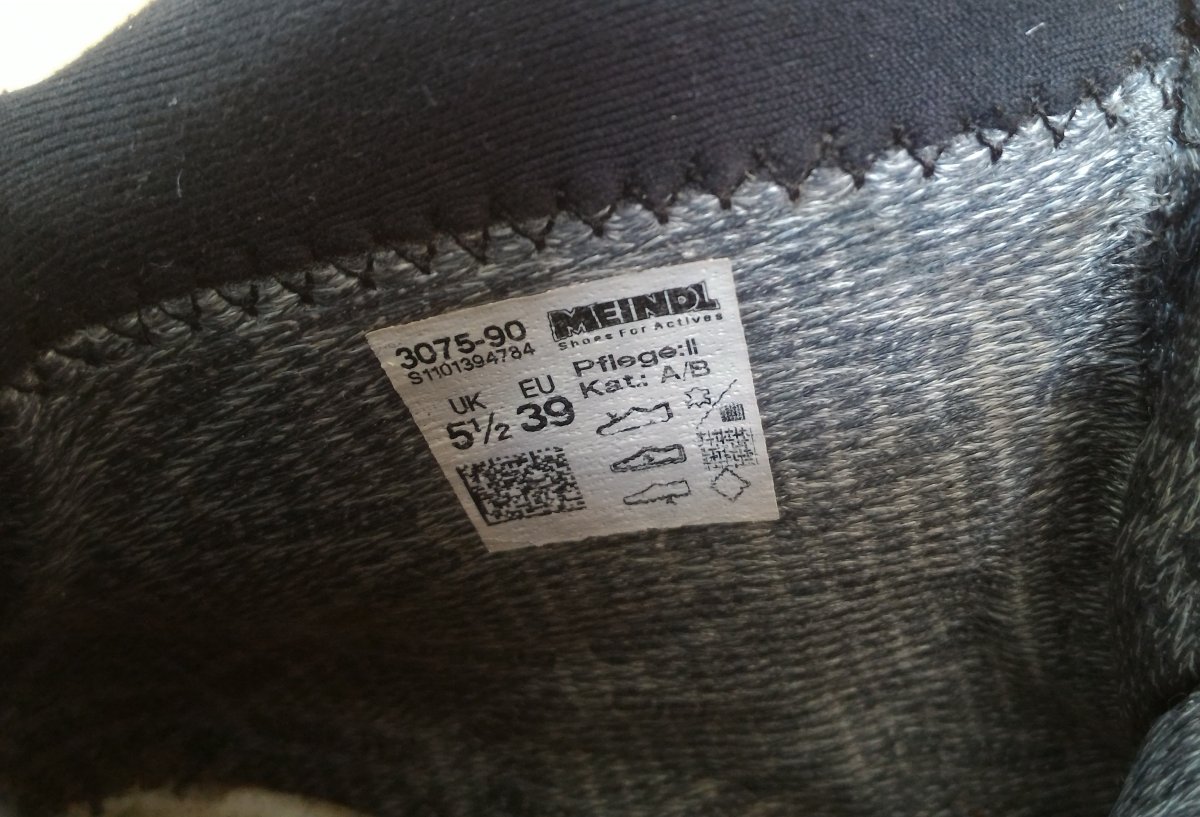 3075-90
S1101394784
MEINDL
Shoes For Actives
Pflege:II
Kat.: A/B
UK EU
5½ 39